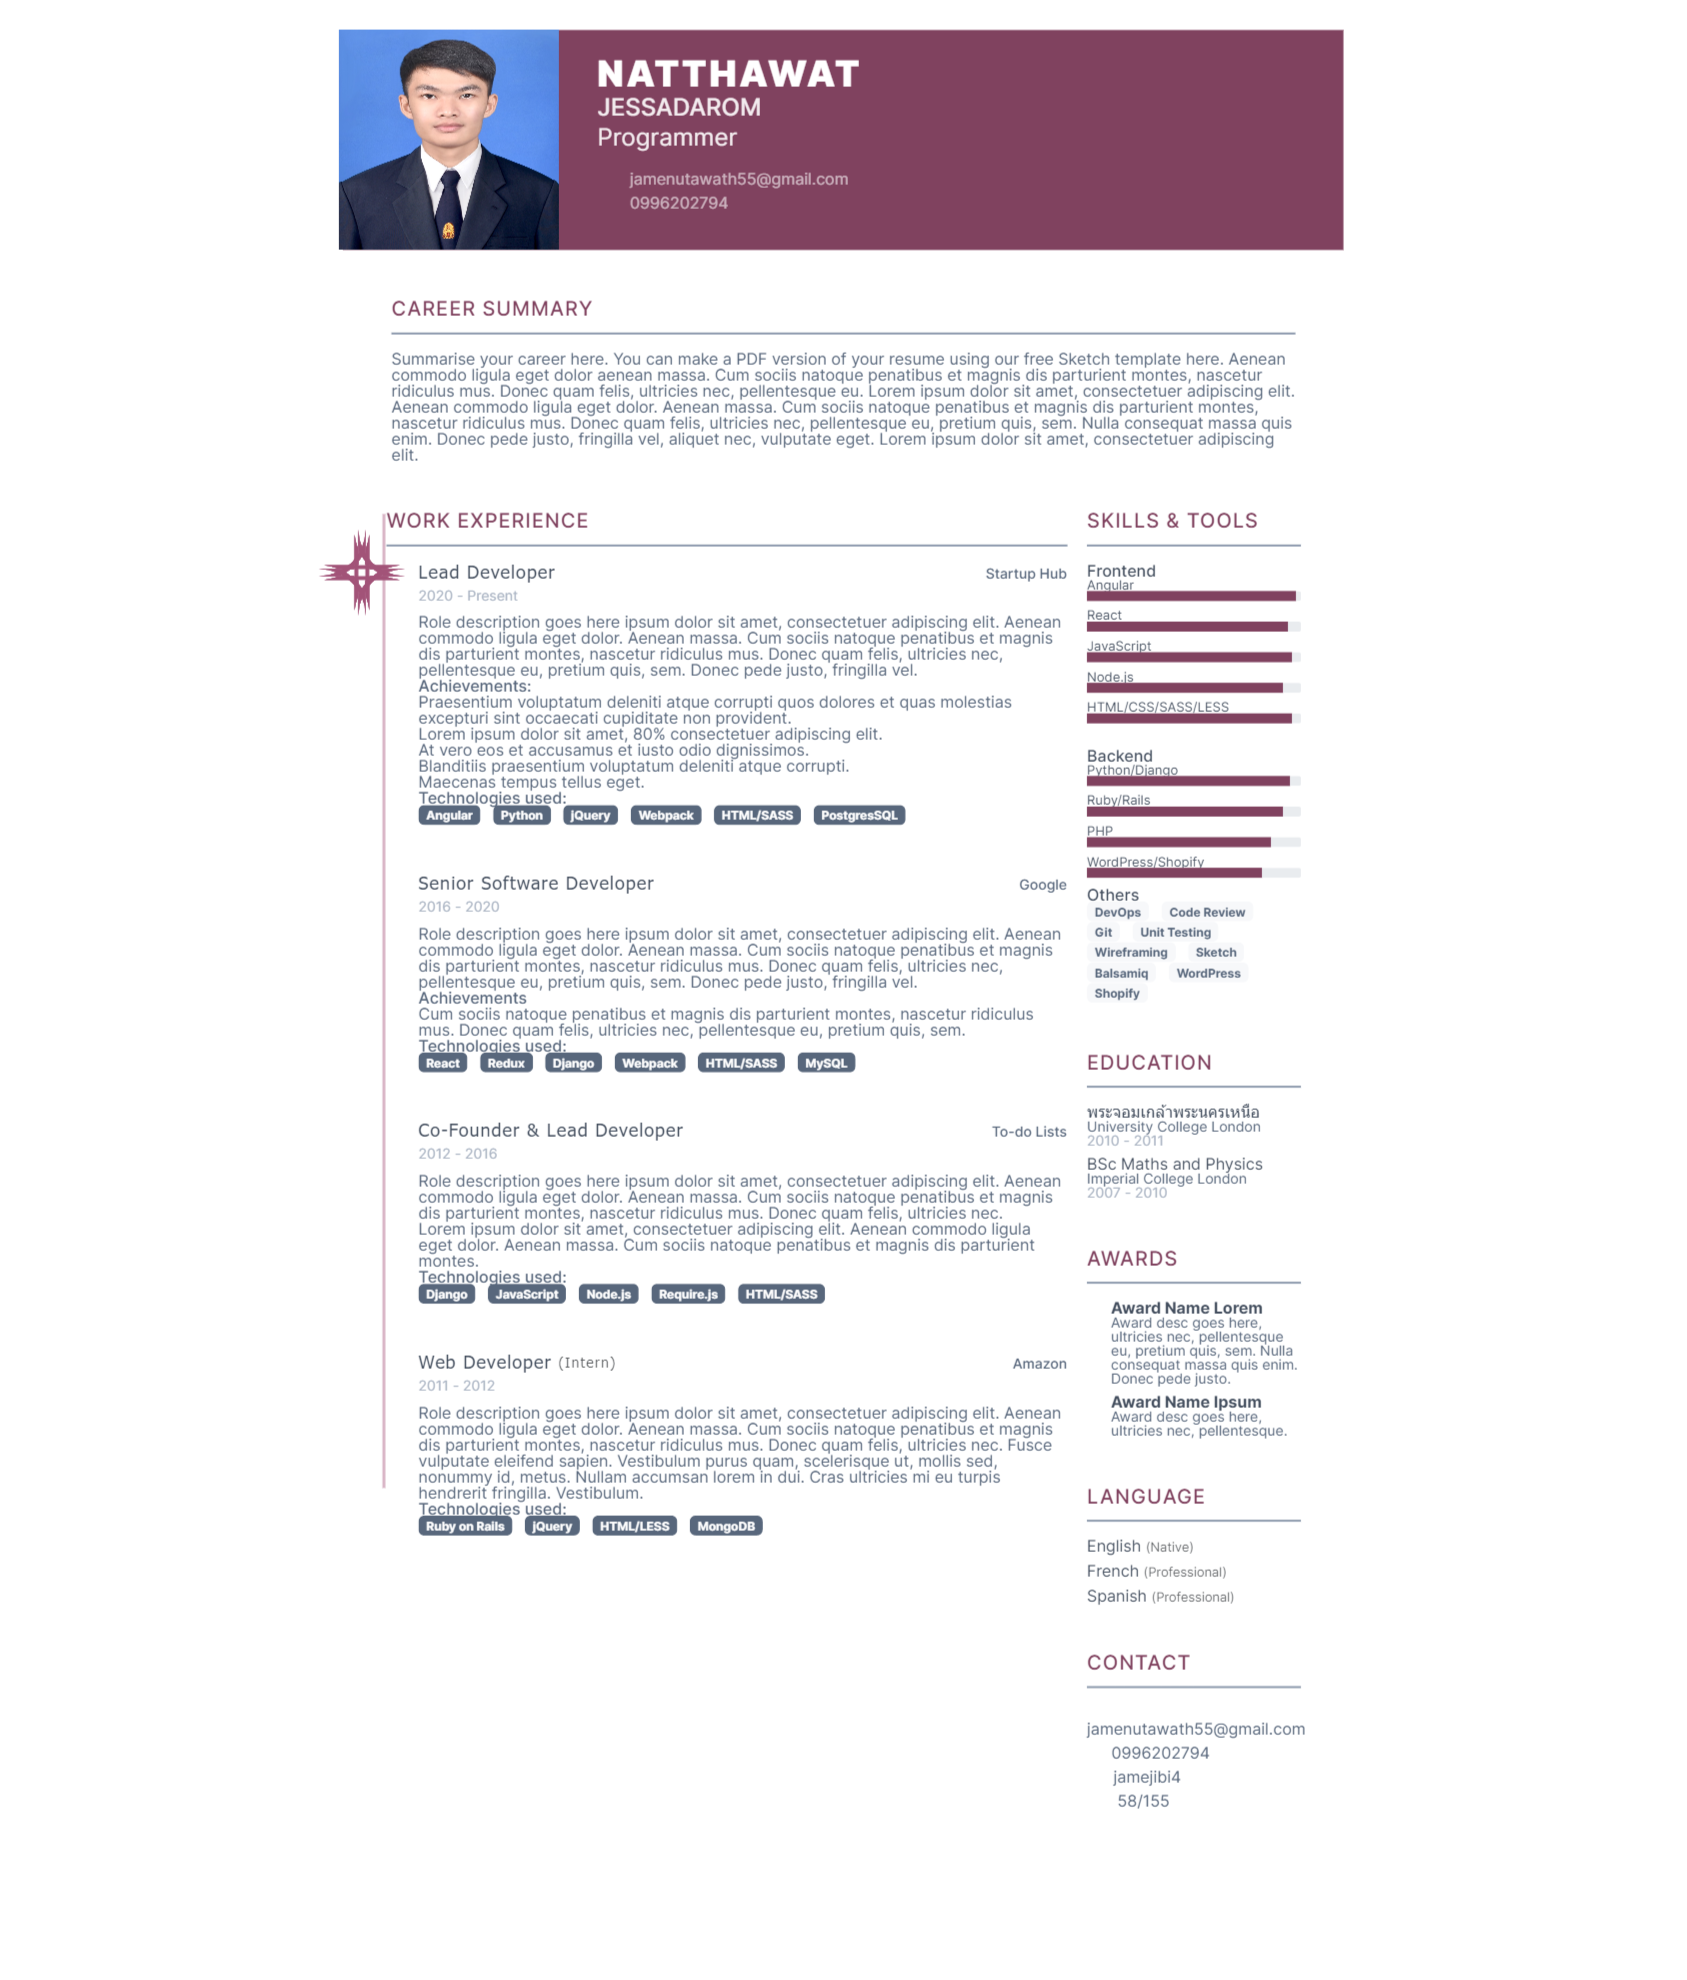 NATTHAWAT
JESSADAROM
Programmer
jamenutawath55@gmail.com
0996202794
CAREER SUMMARY
Summarise your career here. You can make a PDF version of your resume using our free Sketch template here. Aenean
commodo ligula eget dolor aenean massa. Cum sociis natoque penatibus et magnis dis parturient montes, nascetur
ridiculus mus. Donec quam felis, ultricies nec, pellentesque eu. Lorem ipsum dolor sit amet, consectetuer adipiscing elit.
Aenean commodo ligula eget dolor. Aenean massa. Cum sociis natoque penatibus et magnis dis parturient montes,
nascetur ridiculus mus. Donec quam felis, ultricies nec, pellentesque eu, pretium quis, sem. Nulla consequat massa quis
enim. Donec pede justo, fringilla vel, aliquet nec, vulputate eget. Lorem ipsum dolor sit amet, consectetuer adipiscing
elit.
WORK EXPERIENCE
Lead Developer
Startup Hub
2020 - Present
Role description goes here ipsum dolor sit amet, consectetuer adipiscing elit. Aenean
commodo ligula eget dolor. Aenean massa. Cum sociis natoque penatibus et magnis
dis parturient montes, nascetur ridiculus mus. Donec quam felis, ultricies nec,
pellentesque eu, pretium quis, sem. Donec pede justo, fringilla vel.
Achievements:
Praesentium voluptatum deleniti atque corrupti quos dolores et quas molestias
excepturi sint occaecati cupiditate non provident.
Lorem ipsum dolor sit amet, 80% consectetuer adipiscing elit.
At vero eos et accusamus et iusto odio dignissimos.
Blanditiis praesentium voluptatum deleniti atque corrupti.
Maecenas tempus tellus eget.
Technologies used:
Angular Python jQuery Webpack HTML/SASS PostgresSQL
Senior Software Developer
Google
2016 - 2020
Role description goes here ipsum dolor sit amet, consectetuer adipiscing elit. Aenean
commodo ligula eget dolor. Aenean massa. Cum sociis natoque penatibus et magnis
dis parturient montes, nascetur ridiculus mus. Donec quam felis, ultricies nec,
pellentesque eu, pretium quis, sem. Donec pede justo, fringilla vel.
Achievements
Cum sociis natoque penatibus et magnis dis parturient montes, nascetur ridiculus
mus. Donec quam felis, ultricies nec, pellentesque eu, pretium quis, sem.
Technologies used:
React Redux Django Webpack HTML/SASS MySQL
Co-Founder & Lead Developer
To-do Lists
2012 - 2016
Role description goes here ipsum dolor sit amet, consectetuer adipiscing elit. Aenean
commodo ligula eget dolor. Aenean massa. Cum sociis natoque penatibus et magnis
dis parturient montes, nascetur ridiculus mus. Donec quam felis, ultricies nec.
Lorem ipsum dolor sit amet, consectetuer adipiscing elit. Aenean commodo ligula
eget dolor. Aenean massa. Cum sociis natoque penatibus et magnis dis parturient
montes.
Technologies used:
Django JavaScript Node.js Require.js HTML/SASS
Web Developer (Intern)
Amazon
2011 - 2012
Role description goes here ipsum dolor sit amet, consectetuer adipiscing elit. Aenean
commodo ligula eget dolor. Aenean massa. Cum sociis natoque penatibus et magnis
dis parturient montes, nascetur ridiculus mus. Donec quam felis, ultricies nec. Fusce
vulputate eleifend sapien. Vestibulum purus quam, scelerisque ut, mollis sed,
nonummy id, metus. Nullam accumsan lorem in dui. Cras ultricies mi eu turpis
hendrerit fringilla. Vestibulum.
Technologies used:
Ruby on Rails jQuery HTML/LESS MongoDB
SKILLS & TOOLS
Frontend
Angular
React
JavaScript
Node.js
HTML/CSS/SASS/LESS
Backend
Python/Django
Ruby/Rails
PHP
WordPress/Shopify
Others
DevOps Code Review
Git Unit Testing
Wireframing Sketch
Balsamiq WordPress
Shopify
EDUCATION
พระจอมเกล้าพระนครเหนือ
University College London
2010 - 2011
BSc Maths and Physics
Imperial College London
2007 - 2010
AWARDS
Award Name Lorem
Award desc goes here,
ultricies nec, pellentesque
eu, pretium quis, sem. Nulla
consequat massa quis enim.
Donec pede justo.
Award Name Ipsum
Award desc goes here,
ultricies nec, pellentesque.
LANGUAGE
English (Native)
French (Professional)
Spanish (Professional)
CONTACT
jamenutawath55@gmail.com
0996202794
jamejibi4
58/155